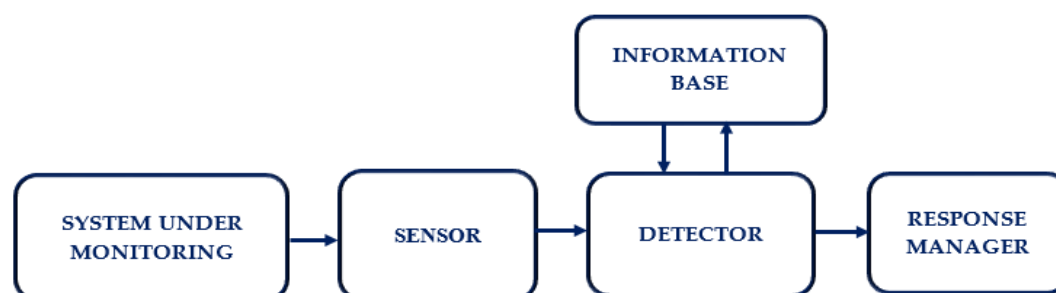 INFORMATION
BASE
SYSTEM UNDER
MONITORING
SENSOR
DETECTOR
RESPONSE
MANAGER